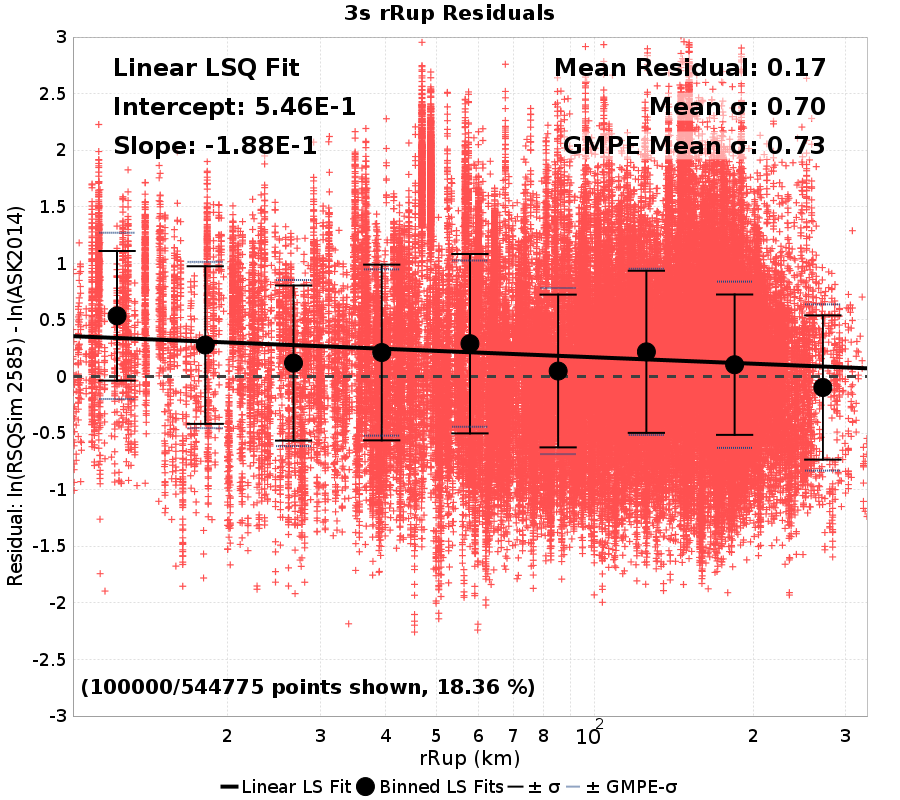 3s rRup Residuals
Linear LSQ Fit
Intercept: 5.46E-1
Slope: -1.88E-1
Mean Residual: 0.17
Mean σ: 0.70
GMPE Mean σ: 0.73
Residual: ln(RSQSim 2585) - ln(ASK2014)
3
2.5
2
1.5
1
0.5
0
-0.5
-1
-1.5
-2
-2.5
-3
(100000/544775 points shown, 18.36 %)
2 3 4 5 6 7 8 10² 2 3
rRup (km)
Linear LS Fit Binned LS Fits ± σ ± GMPE-σ